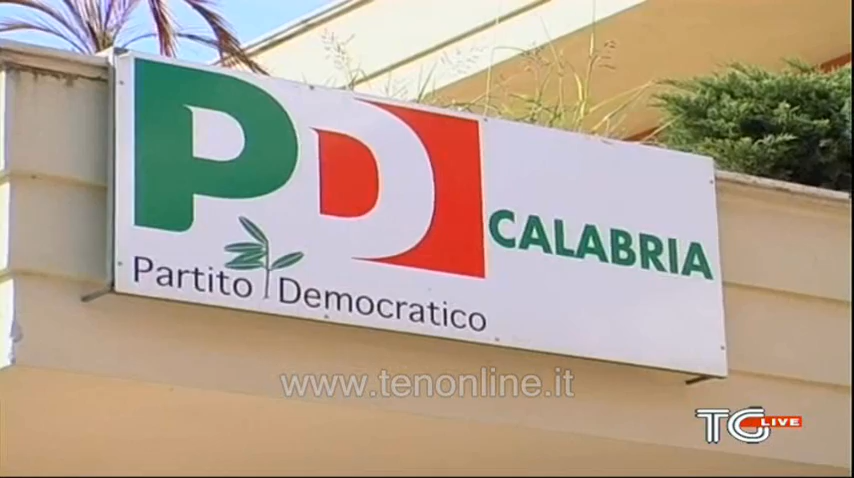 PD CALABRIA
Partito Democratico
www.tenonline.it
TG LIVE